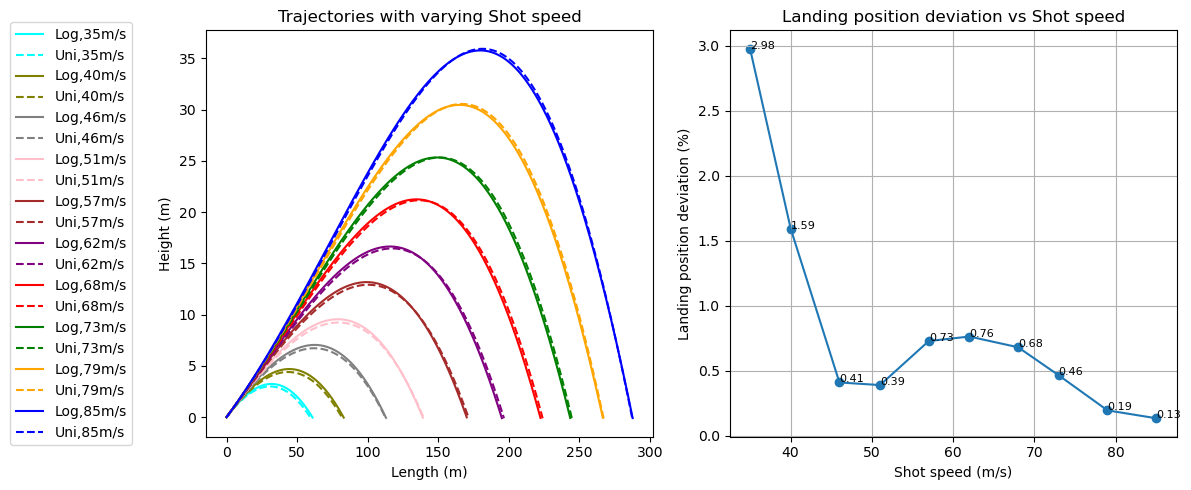 Log,35m/s
Uni,35m/s
Log,40m/s
Uni,40m/s
Log,46m/s
Uni,46m/s
Log,51m/s
Uni,51m/s
Log,57m/s
Uni,57m/s
Log,62m/s
Uni,62m/s
Log,68m/s
Uni,68m/s
Log,73m/s
Uni,73m/s
Log,79m/s
Uni,79m/s
Log,85m/s
Uni,85m/s
Trajectories with varying Shot speed
Height (m)
35
30
25
20
15
10
5
0
0 50 100 150 200 250 300
Length (m)
Landing position deviation vs Shot speed
Landing position deviation (%)
3.0
2.5
2.0
1.5
1.0
0.5
0.0
2.98
1.59
0.41
0.39
0.73
0.76
0.68
0.46
0.19
0.13
40 50 60 70 80
Shot speed (m/s)